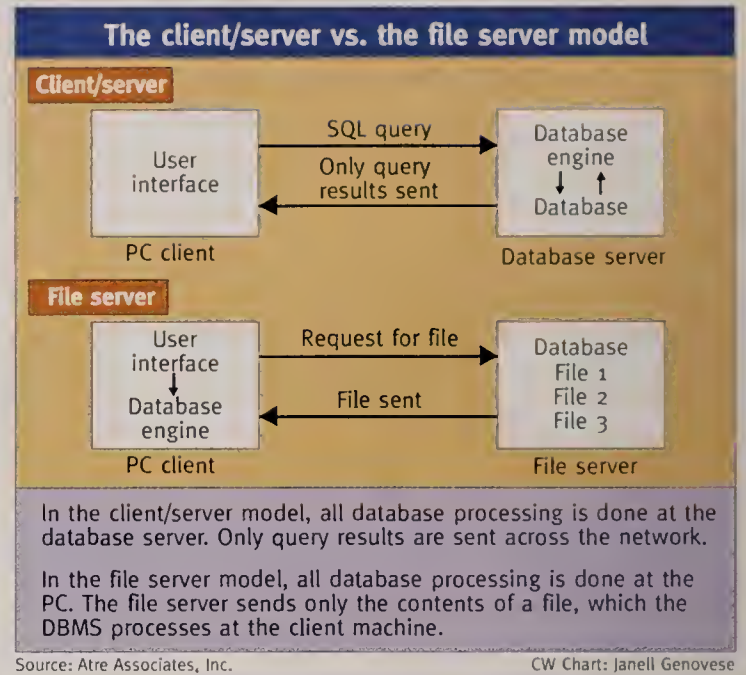 The client/server vs. the file server model
Client/server
User
interface
PC client
SQL query
Only query
results sent
Database
engine
Database
Database server
File server
User
interface
Database
engine
PC client
Request for file
File sent
Database
File 1
File 2
File 3
File server
In the client/server model, all database processing is done at the
database server. Only query results are sent across the network.
In the file server model, all database processing is done at the
PC. The file server sends only the contents of a file, which the
DBMS processes at the client machine.
Source: Atre Associates, Inc.
CW Chart: Janell Genovese